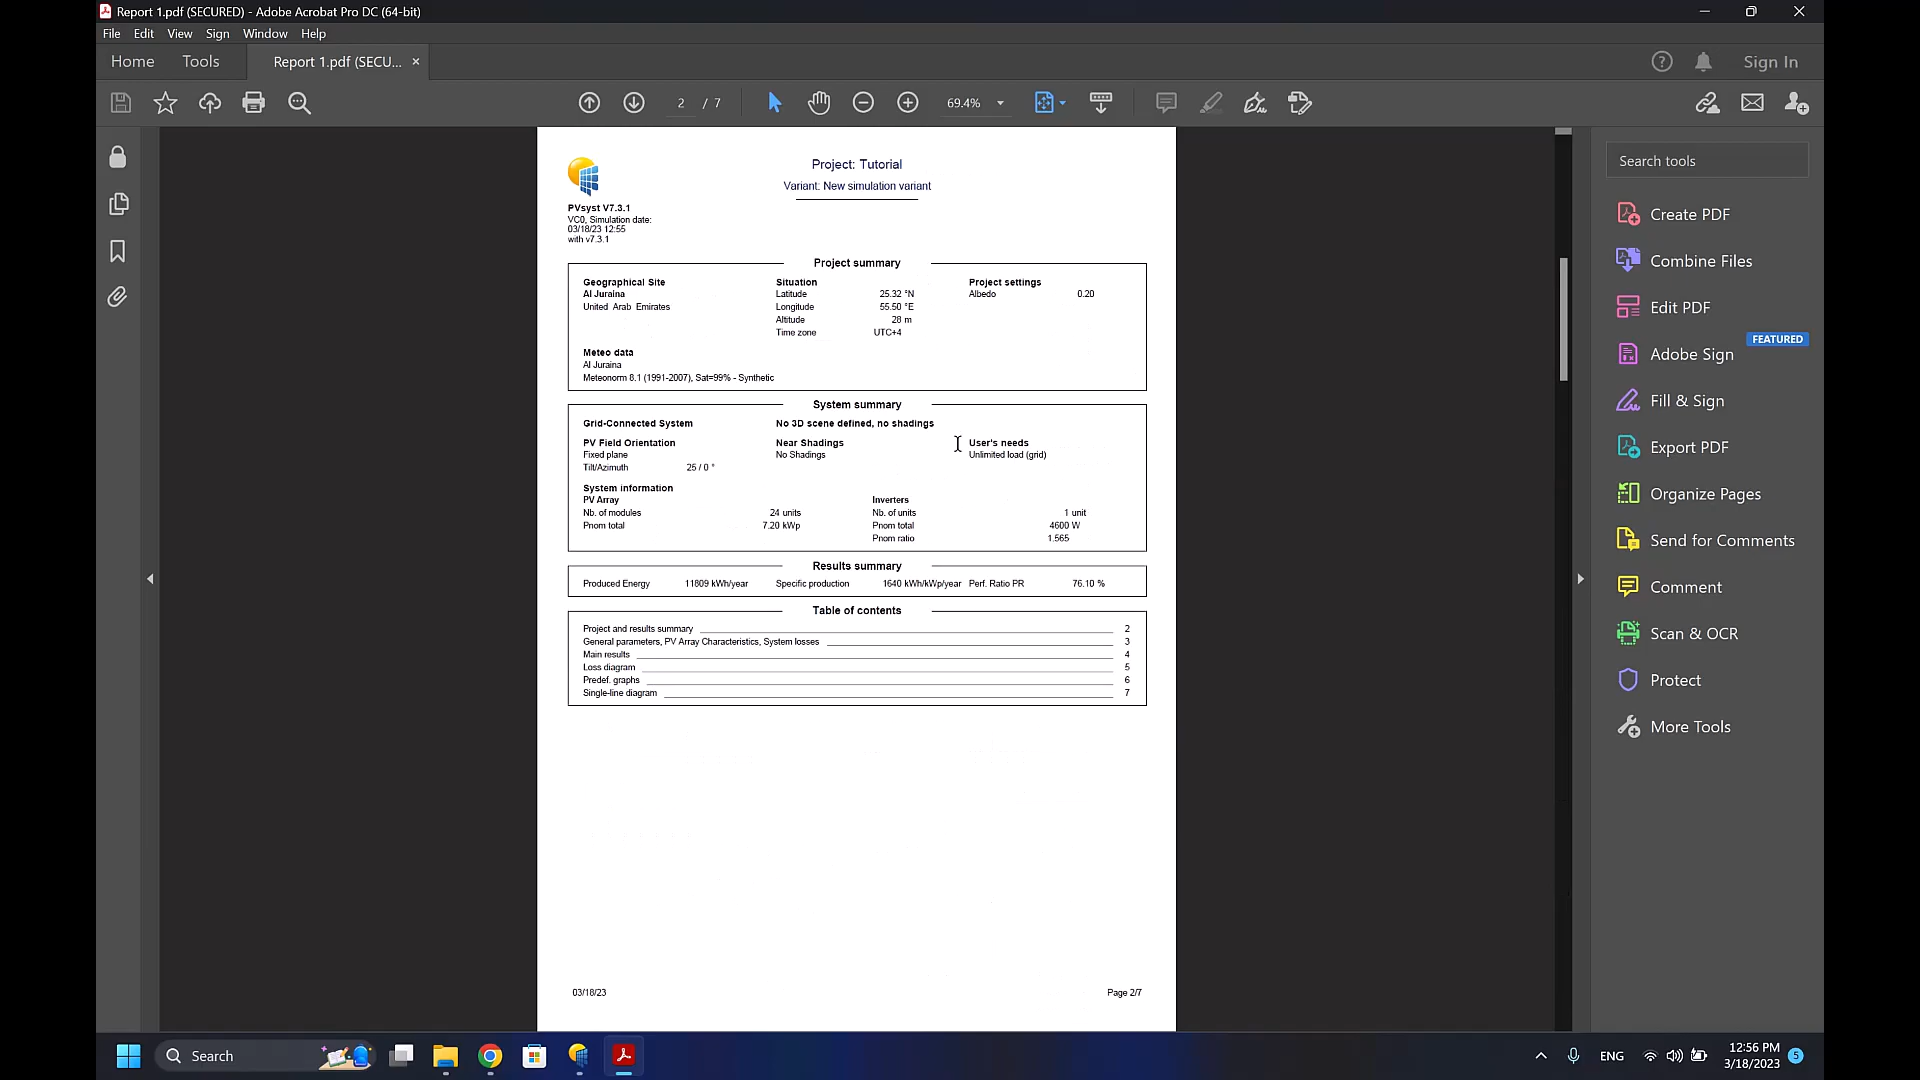 Report 1.pdf (SECURED) - Adobe Acrobat Pro DC (64-bit)
File Edit View Sign Window Help
Home Tools Report 1.pdf (SECU... × Sign In
2 / 7 69.4%
Project: Tutorial
Variant: New simulation variant
PVsyst V7.3.1
VC0, Simulation date:
03/18/23 12:55
with v7.3.1
Project summary
Geographical Site Situation Project settings
Al Juraina Latitude 25.32 °N Albedo 0.20
United Arab Emirates Longitude 55.50 °E
Altitude 28 m
Time zone UTC+4
Meteo data
Al Juraina
Meteonorm 8.1 (1991-2007), Sat=99% - Synthetic
System summary
Grid-Connected System No 3D scene defined, no shadings
PV Field Orientation Near Shadings User's needs
Fixed plane No Shadings Unlimited load (grid)
Tilt/Azimuth 25 / 0 °
System information
PV Array Inverters
Nb. of modules 24 units Nb. of units 1 unit
Pnom total 7.20 kWp Pnom total 4600 W
Pnom ratio 1.565
Results summary
Produced Energy 11809 kWh/year Specific production 1640 kWh/kWp/year Perf. Ratio PR 76.10 %
Table of contents
Project and results summary 2
General parameters, PV Array Characteristics, System losses 3
Main results 4
Loss diagram 5
Predef. graphs 6
Single-line diagram 7
03/18/23 Page 2/7
Search tools
Create PDF
Combine Files
Edit PDF
FEATURED
Adobe Sign
Fill & Sign
Export PDF
Organize Pages
Send for Comments
Comment
Scan & OCR
Protect
More Tools
Search ENG 12:56 PM 5
3/18/2023